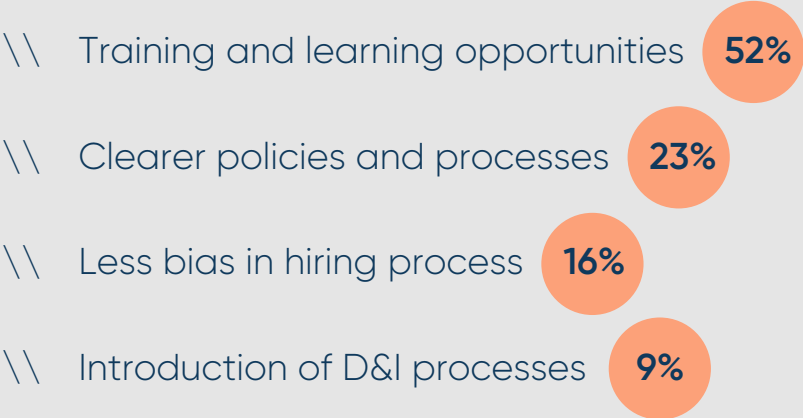 \\ Training and learning opportunities 52%
\\ Clearer policies and processes 23%
\\ Less bias in hiring process 16%
\\ Introduction of D&I processes 9%